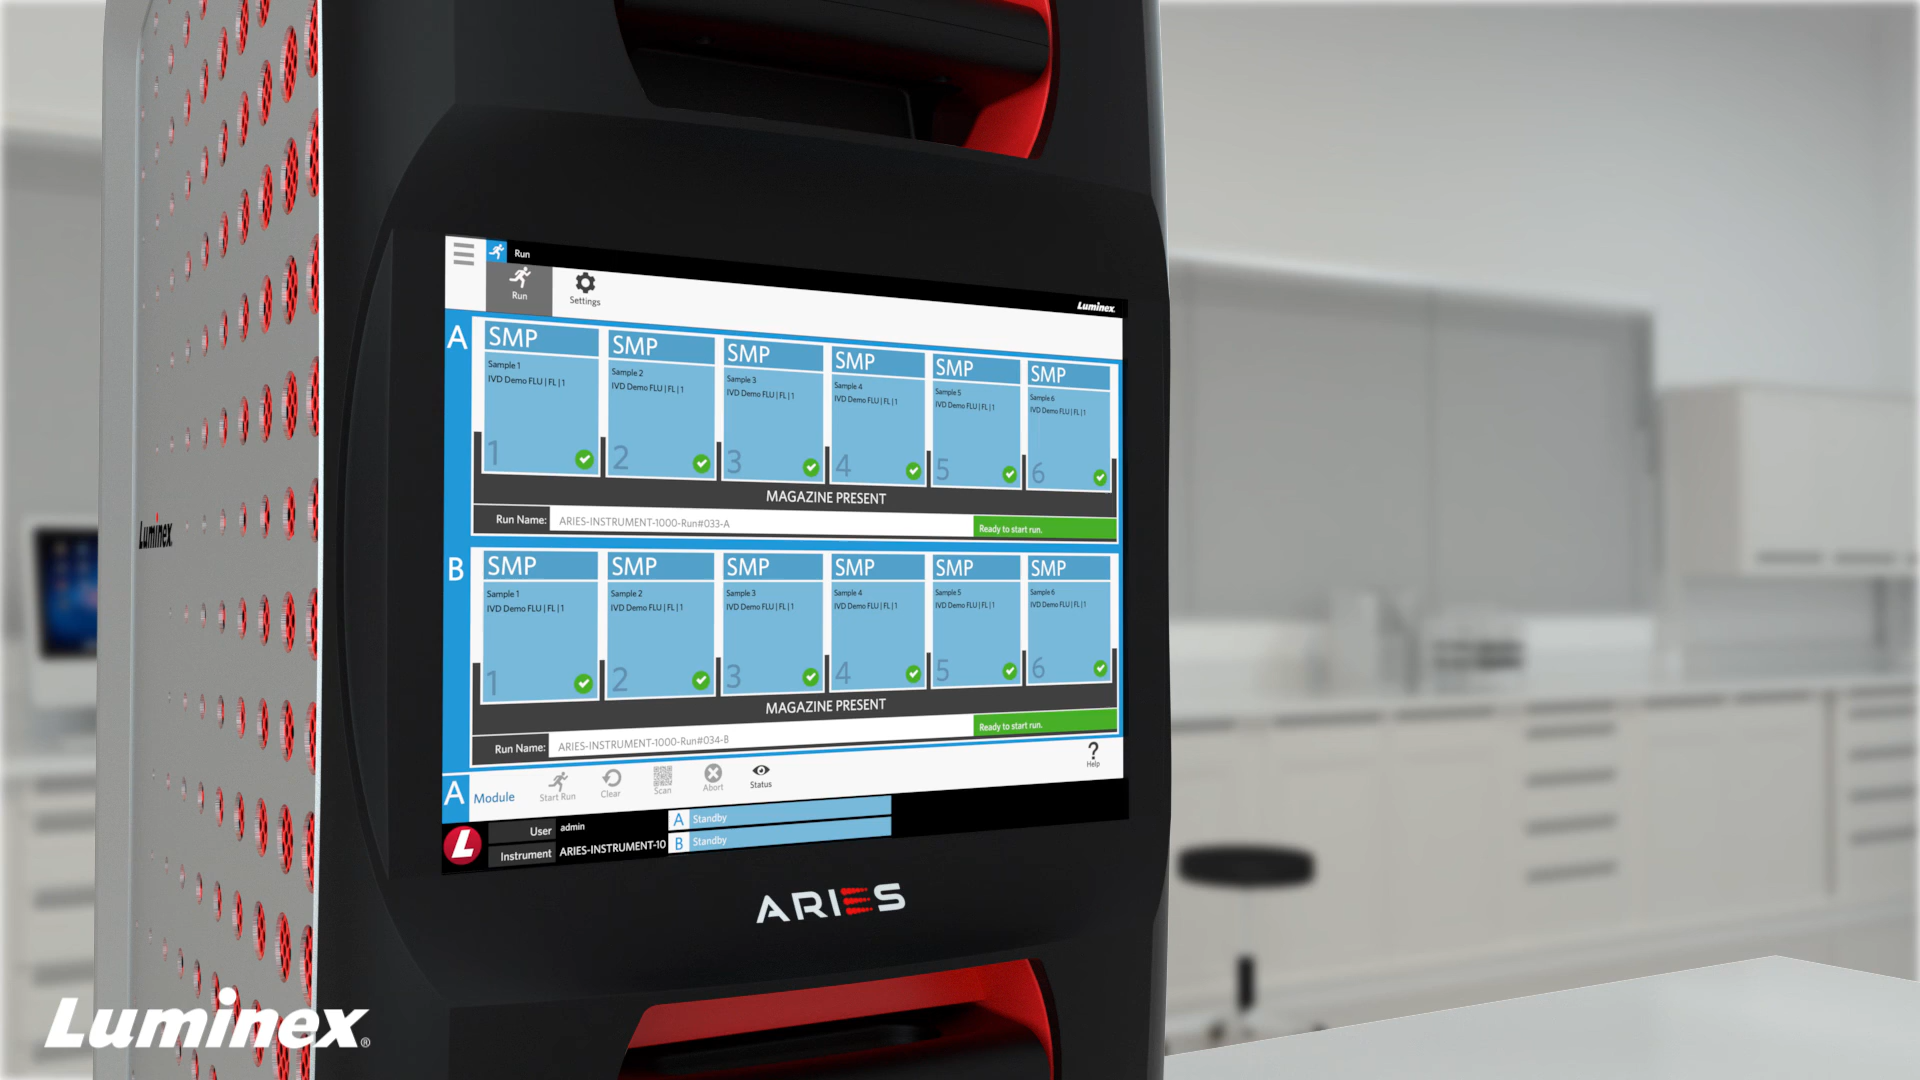 Run
Run
Settings
Luminex
A
SMP
Sample 1
IVD Demo FLU | FL | 1
1
SMP
Sample 2
IVD Demo FLU | FL | 1
2
SMP
Sample 3
IVD Demo FLU | FL | 1
3
SMP
Sample 4
IVD Demo FLU | FL | 1
4
SMP
Sample 5
IVD Demo FLU | FL | 1
5
SMP
Sample 6
IVD Demo FLU | FL | 1
6
MAGAZINE PRESENT
Run Name: ARIES-INSTRUMENT-1000-Run#033-A Ready to start run.
B
SMP
Sample 1
IVD Demo FLU | FL | 1
1
SMP
Sample 2
IVD Demo FLU | FL | 1
2
SMP
Sample 3
IVD Demo FLU | FL | 1
3
SMP
Sample 4
IVD Demo FLU | FL | 1
4
SMP
Sample 5
IVD Demo FLU | FL | 1
5
SMP
Sample 6
IVD Demo FLU | FL | 1
6
MAGAZINE PRESENT
Run Name: ARIES-INSTRUMENT-1000-Run#034-B Ready to start run.
A Module
Start Run
Clear
Scan
Abort
Status
? Help
L
User admin
Instrument ARIES-INSTRUMENT-10
A Standby
B Standby
ARIES
Luminex
Luminex®